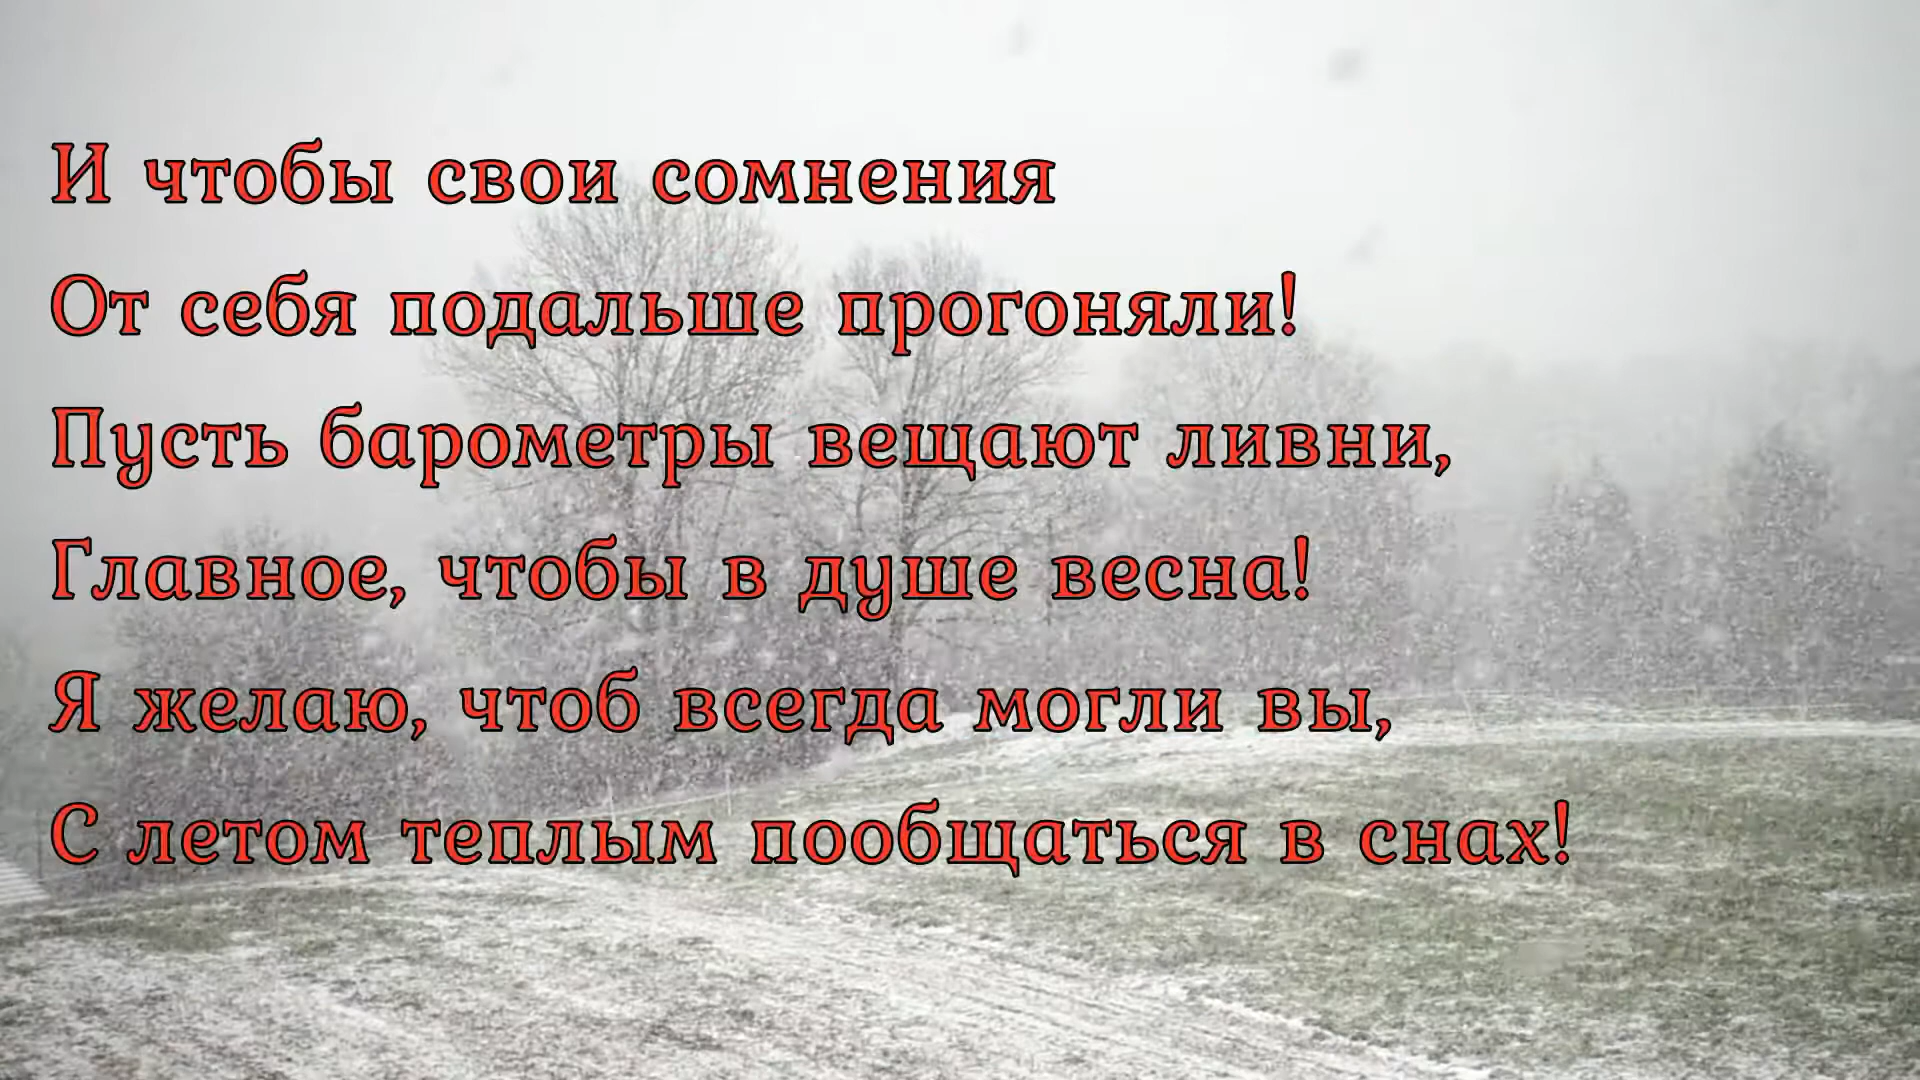 И чтобы свои сомнения
От себя подальше прогоняли!
Пусть барометры вещают ливни,
Главное, чтобы в душе весна!
Я желаю, чтоб всегда могли вы,
С летом теплым пообщаться в снах!